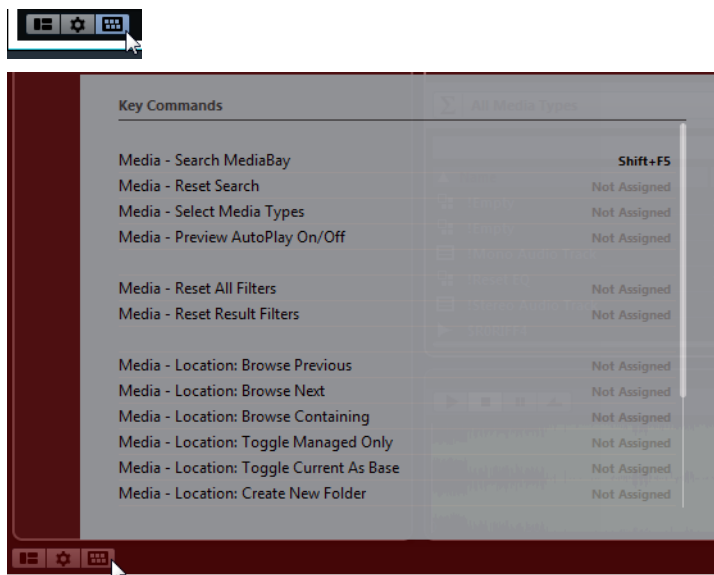 Key Commands
All Media Types
Media - Search MediaBay Shift+F5
Media - Reset Search Not Assigned
Media - Select Media Types Not Assigned
Media - Preview AutoPlay On/Off Not Assigned
Media - Reset All Filters Not Assigned
Media - Reset Result Filters Not Assigned
Media - Location: Browse Previous Not Assigned
Media - Location: Browse Next Not Assigned
Media - Location: Browse Containing Not Assigned
Media - Location: Toggle Managed Only Not Assigned
Media - Location: Toggle Current As Base Not Assigned
Media - Location: Create New Folder Not Assigned